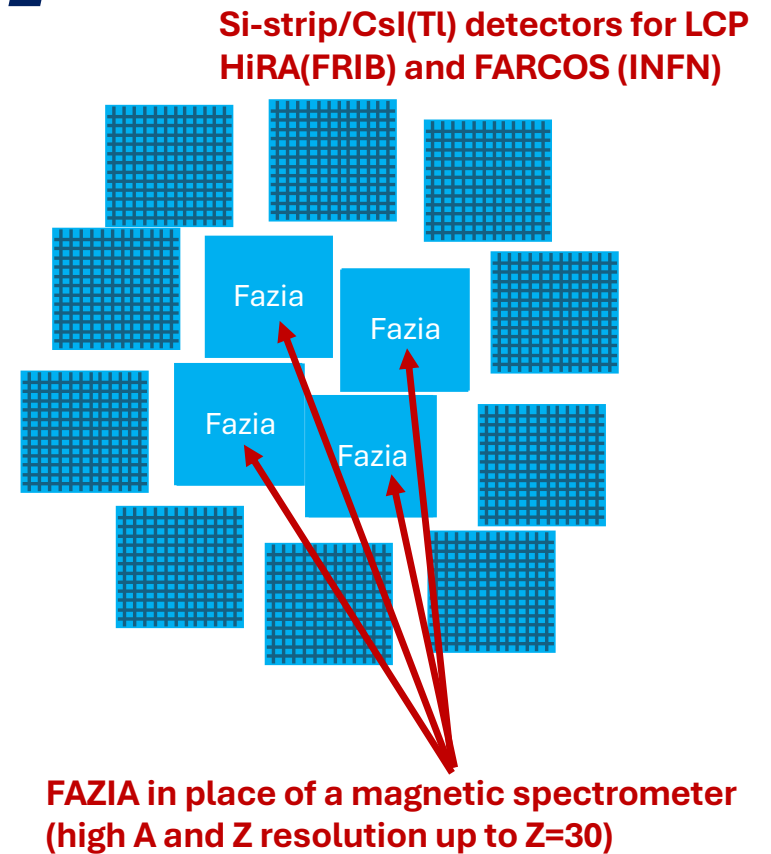 Si-strip/CsI(Tl) detectors for LCP
HiRA(FRIB) and FARCOS (INFN)
Fazia
Fazia
Fazia
Fazia
FAZIA in place of a magnetic spectrometer
(high A and Z resolution up to Z=30)